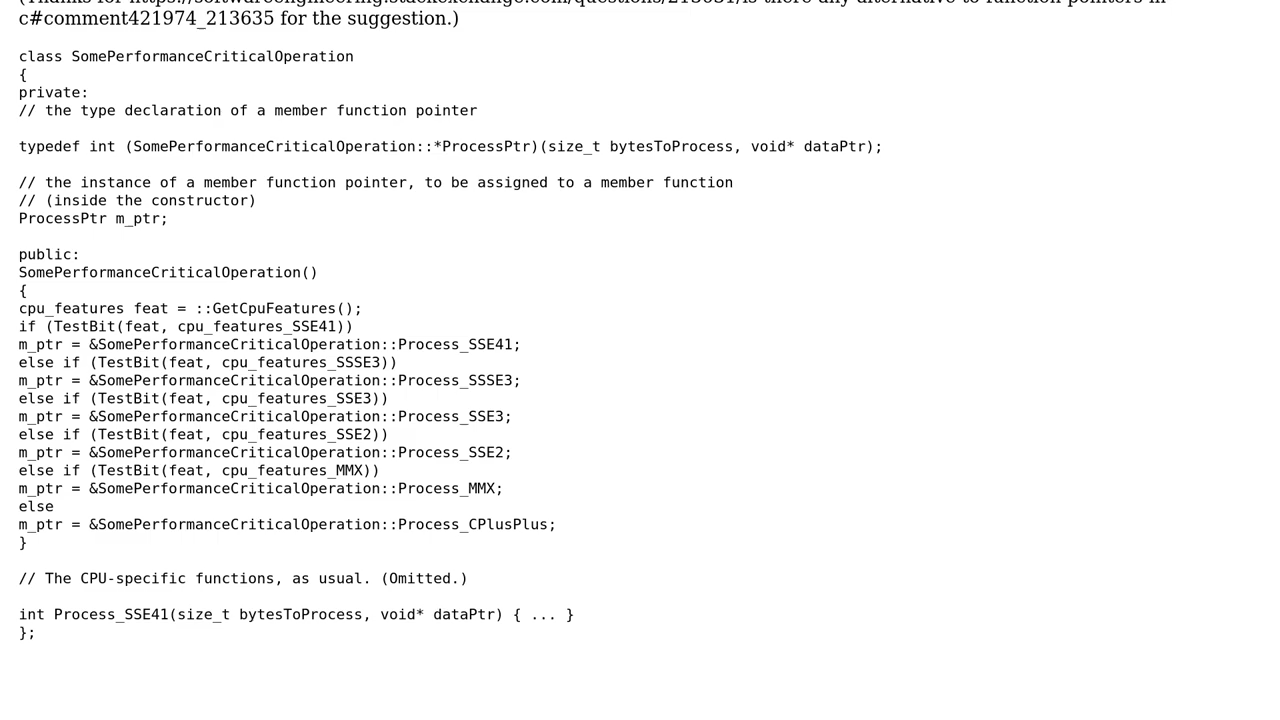 c#comment421974_213635 for the suggestion.)
class SomePerformanceCriticalOperation
{
private:
// the type declaration of a member function pointer
typedef int (SomePerformanceCriticalOperation::*ProcessPtr)(size_t bytesToProcess, void* dataPtr);
// the instance of a member function pointer, to be assigned to a member function
// (inside the constructor)
ProcessPtr m_ptr;
public:
SomePerformanceCriticalOperation()
{
cpu_features feat = ::GetCpuFeatures();
if (TestBit(feat, cpu_features_SSE41))
m_ptr = &SomePerformanceCriticalOperation::Process_SSE41;
else if (TestBit(feat, cpu_features_SSSE3))
m_ptr = &SomePerformanceCriticalOperation::Process_SSSE3;
else if (TestBit(feat, cpu_features_SSE3))
m_ptr = &SomePerformanceCriticalOperation::Process_SSE3;
else if (TestBit(feat, cpu_features_SSE2))
m_ptr = &SomePerformanceCriticalOperation::Process_SSE2;
else if (TestBit(feat, cpu_features_MMX))
m_ptr = &SomePerformanceCriticalOperation::Process_MMX;
else
m_ptr = &SomePerformanceCriticalOperation::Process_CPlusPlus;
}
// The CPU-specific functions, as usual. (Omitted.)
int Process_SSE41(size_t bytesToProcess, void* dataPtr) { ... }
};